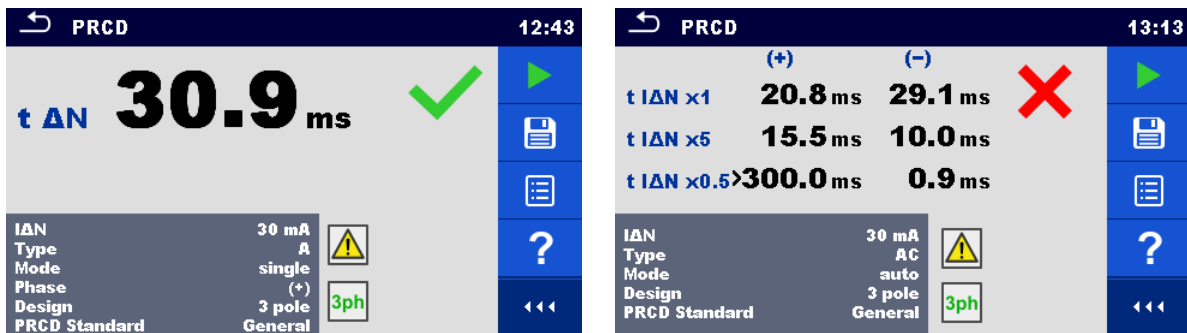 PRCD 12:43
t ΔN 30.9 ms
IΔN 30 mA
Type A
Mode single
Phase (+)
Design 3 pole
PRCD Standard General
3ph
?
PRCD 13:13
(+) (−)
t IΔN x1 20.8 ms 29.1 ms
t IΔN x5 15.5 ms 10.0 ms
t IΔN x0.5 >300.0 ms 0.9 ms
IΔN 30 mA
Type AC
Mode auto
Design 3 pole
PRCD Standard General
3ph
?